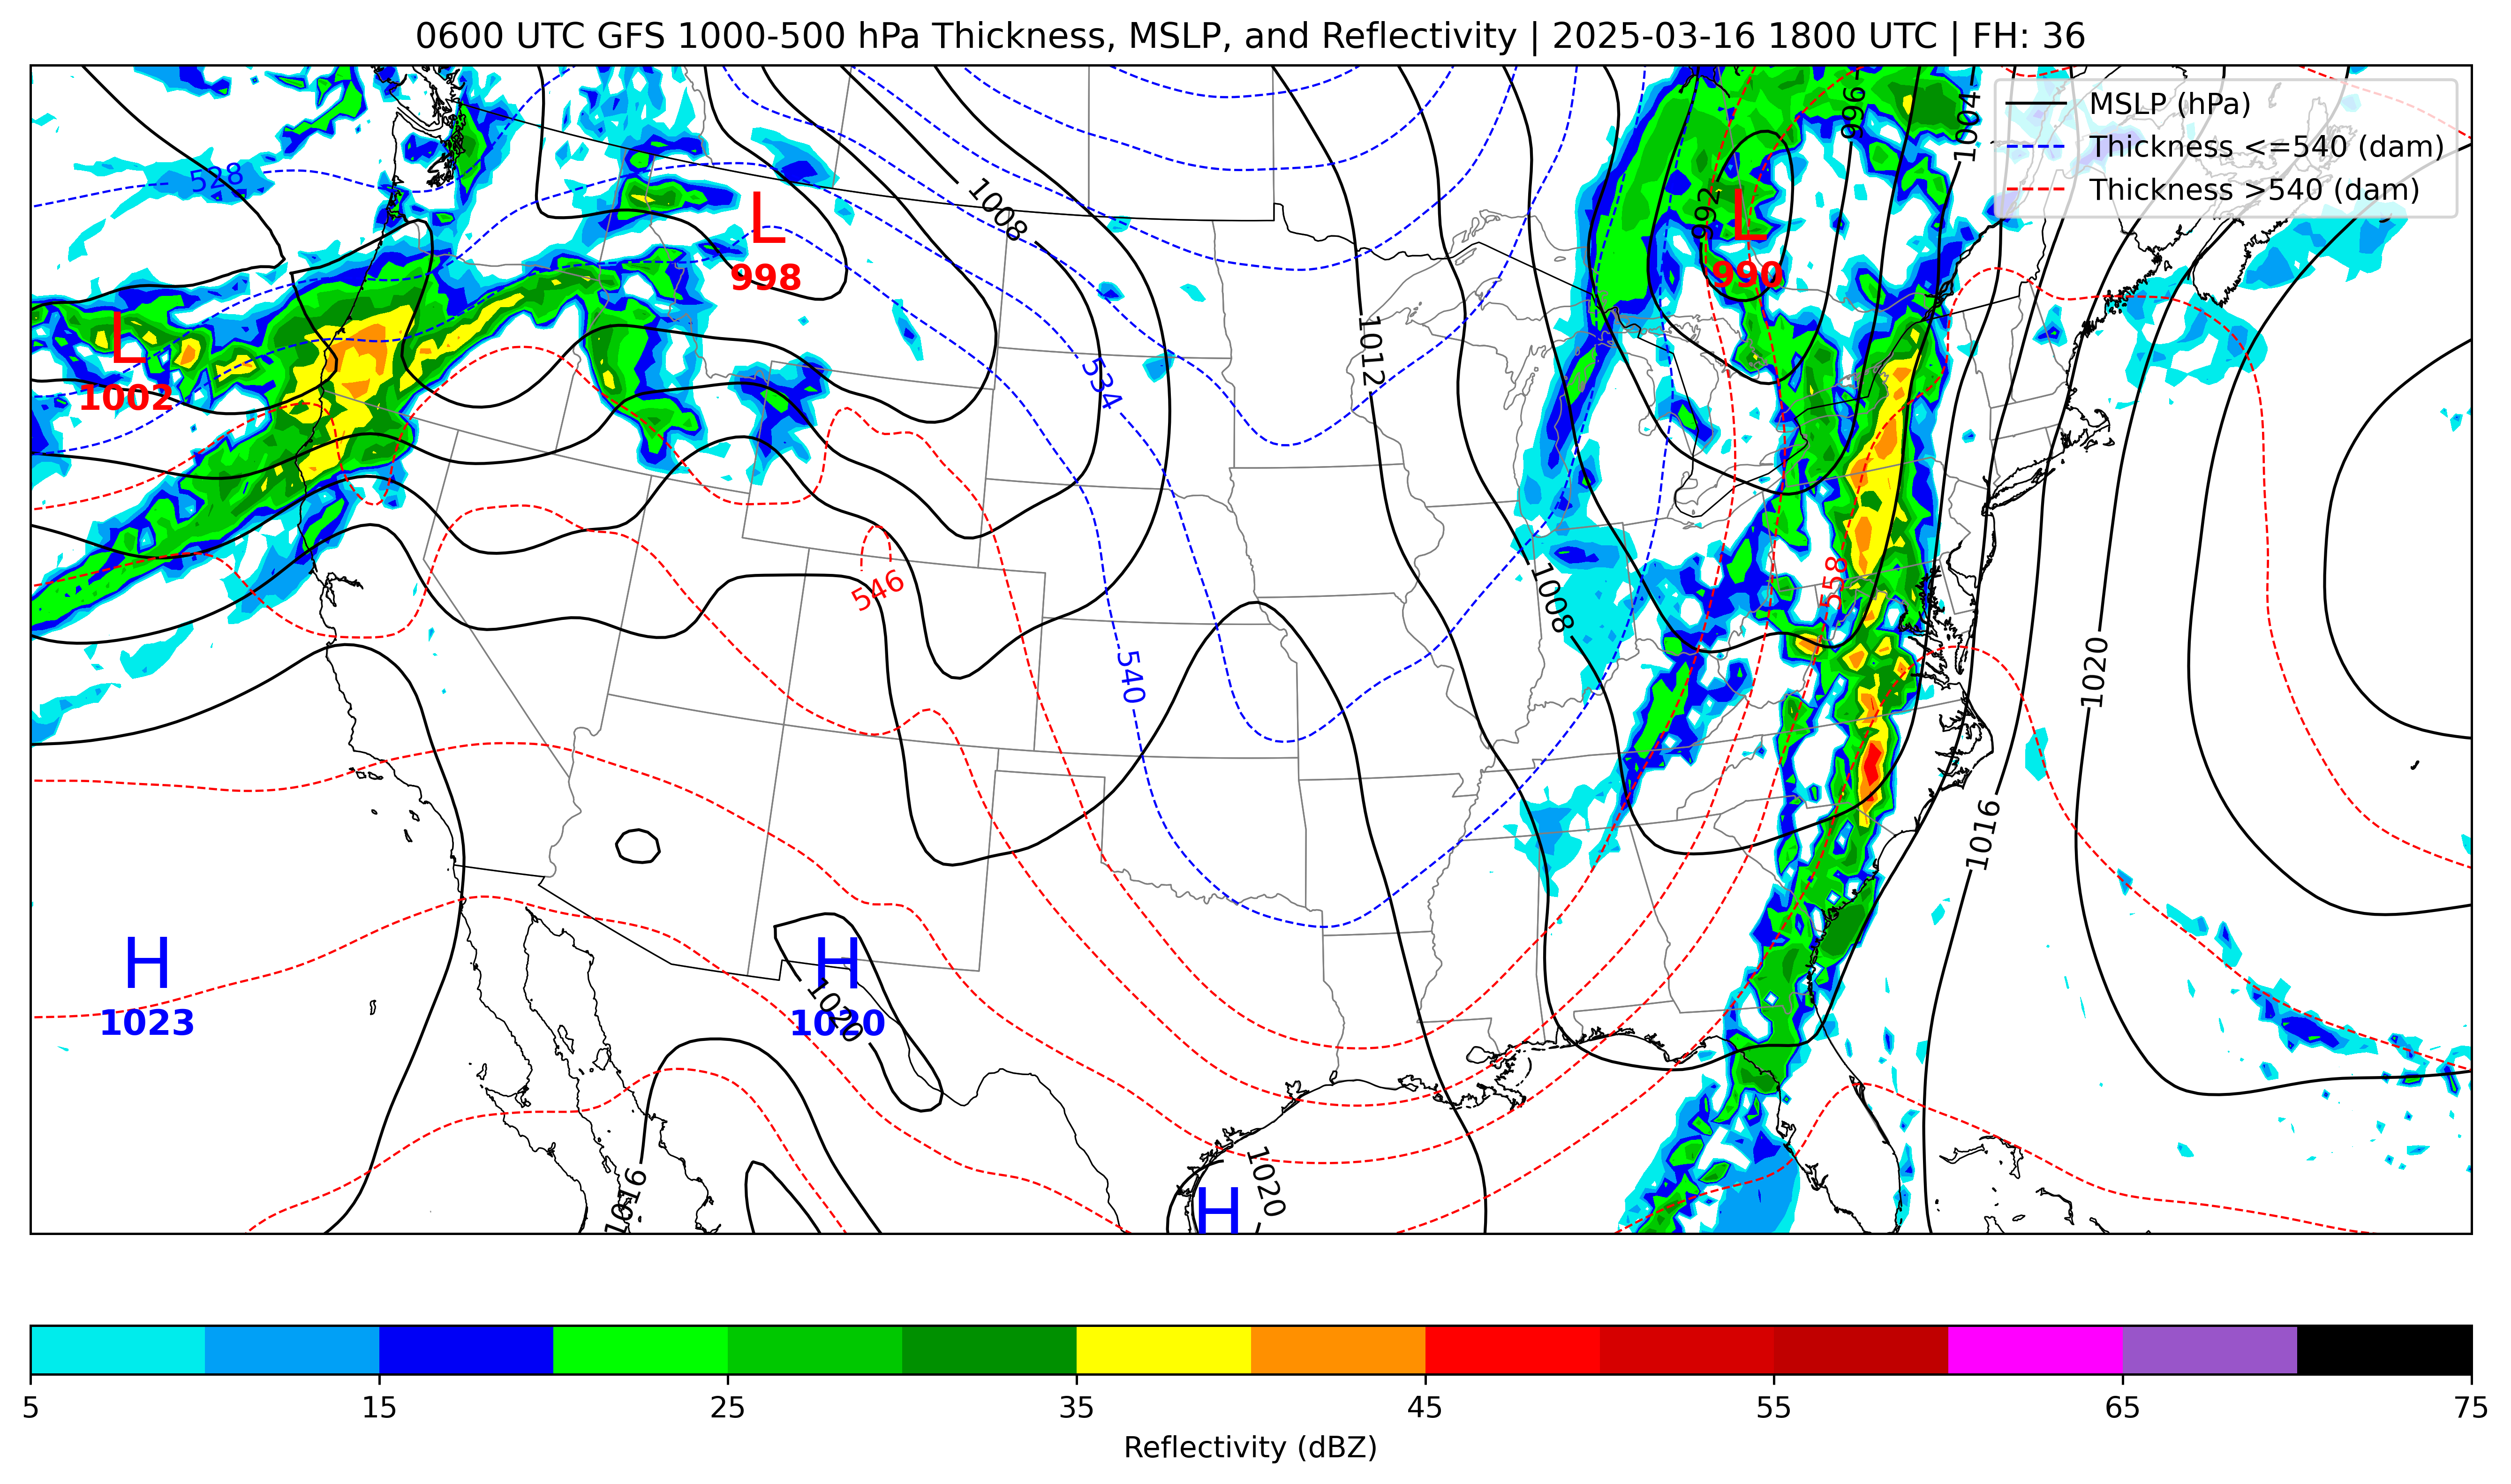 0600 UTC GFS 1000-500 hPa Thickness, MSLP, and Reflectivity | 2025-03-16 1800 UTC | FH: 36
MSLP (hPa)
Thickness <=540 (dam)
Thickness >540 (dam)
996
1004
528
1008
992
L
990
L
998
L
1002
1012
534
546
1008
558
540
1020
1016
H
1023
H
1020
1020
1016
1020
H
5
15
25
35
45
55
65
75
Reflectivity (dBZ)